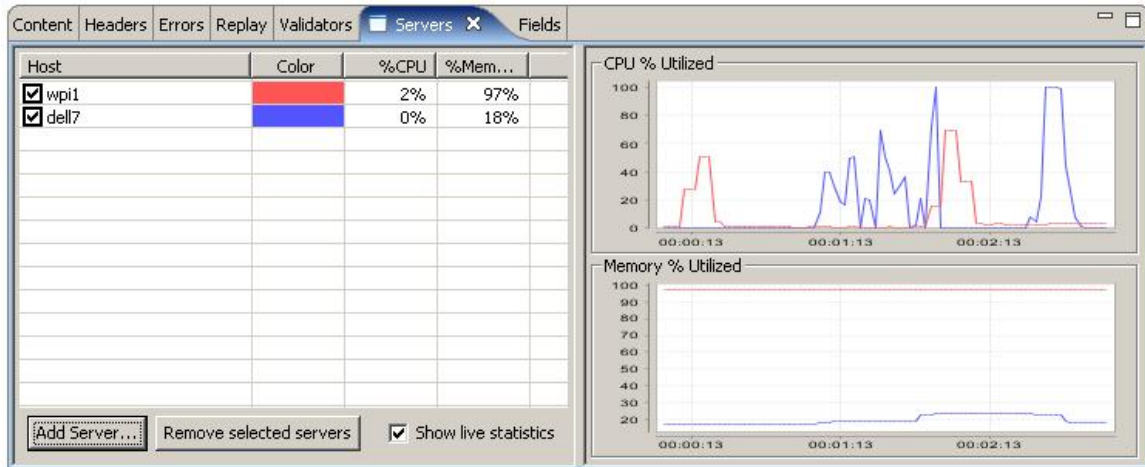 Content Headers Errors Replay Validators Servers Fields
Host Color %CPU %Mem...
wpi1 2% 97%
dell7 0% 18%
Add Server... Remove selected servers Show live statistics
CPU % Utilized
100
80
60
40
20
0
00:00:13 00:01:13 00:02:13
Memory % Utilized
100
90
80
70
60
50
40
30
20
00:00:13 00:01:13 00:02:13